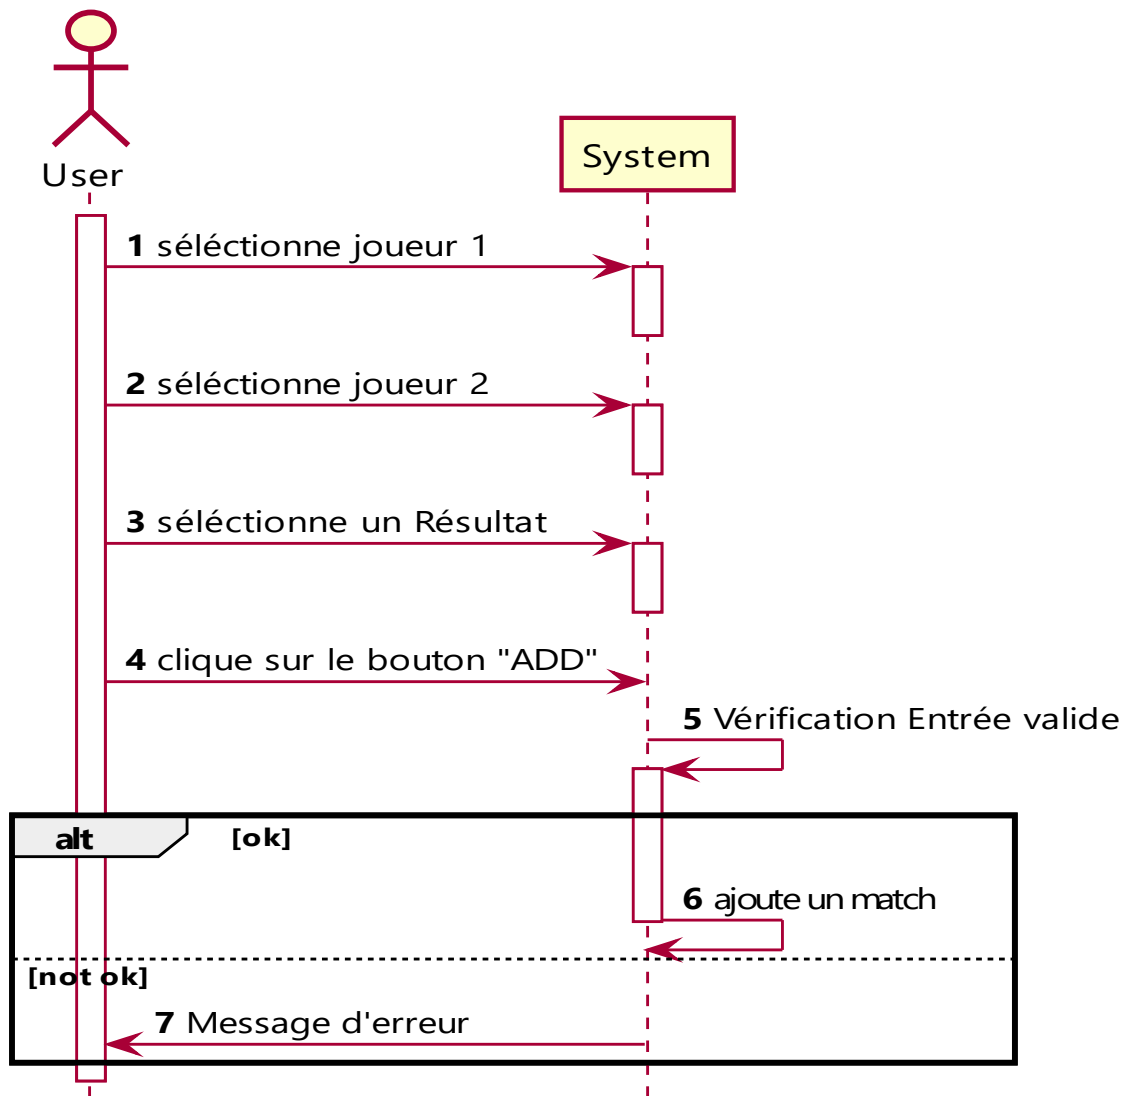 User
System
1 séléctionne joueur 1
2 séléctionne joueur 2
3 séléctionne un Résultat
4 clique sur le bouton "ADD"
5 Vérification Entrée valide
alt [ok]
6 ajoute un match
[not ok]
7 Message d'erreur